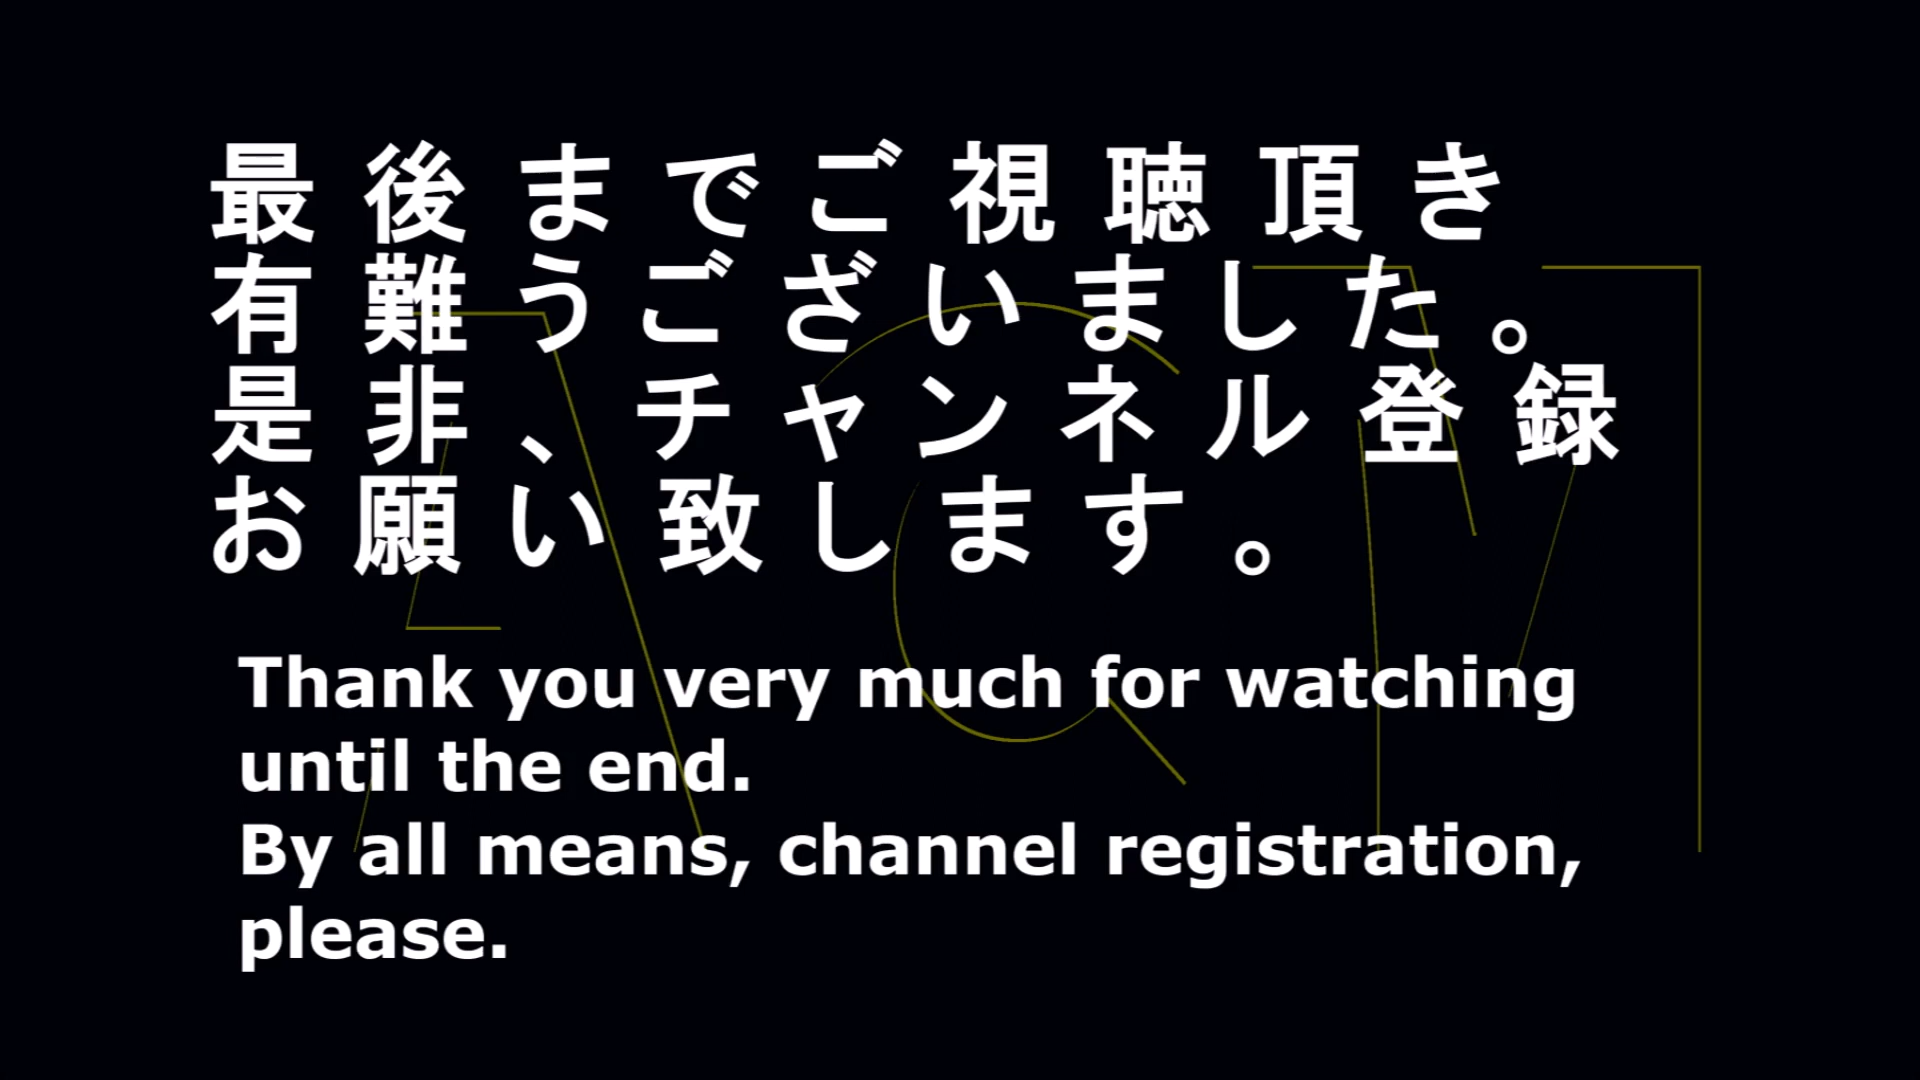 最後までご視聴頂き
有難うございました。
是非、チャンネル登録
お願い致します。
Thank you very much for watching
until the end.
By all means, channel registration,
please.